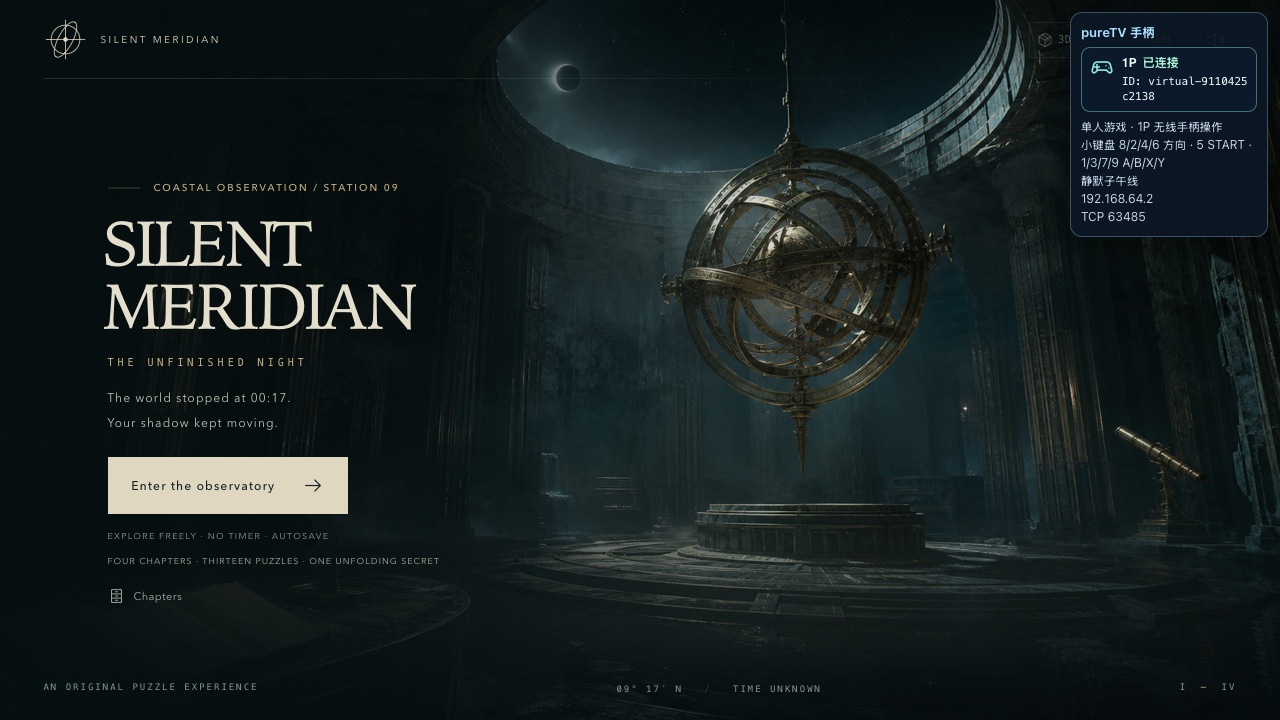 SILENT MERIDIAN
3D
pureTV 手柄
1P 已连接
ID: virtual-9110425
c2138
单人游戏 · 1P 无线手柄操作
小键盘 8/2/4/6 方向 · 5 START ·
1/3/7/9 A/B/X/Y
静默子午线
192.168.64.2
TCP 63485
COASTAL OBSERVATION / STATION 09
SILENT
MERIDIAN
THE UNFINISHED NIGHT
The world stopped at 00:17.
Your shadow kept moving.
Enter the observatory
EXPLORE FREELY · NO TIMER · AUTOSAVE
FOUR CHAPTERS · THIRTEEN PUZZLES · ONE UNFOLDING SECRET
Chapters
AN ORIGINAL PUZZLE EXPERIENCE
09° 17′ N / TIME UNKNOWN
I — IV